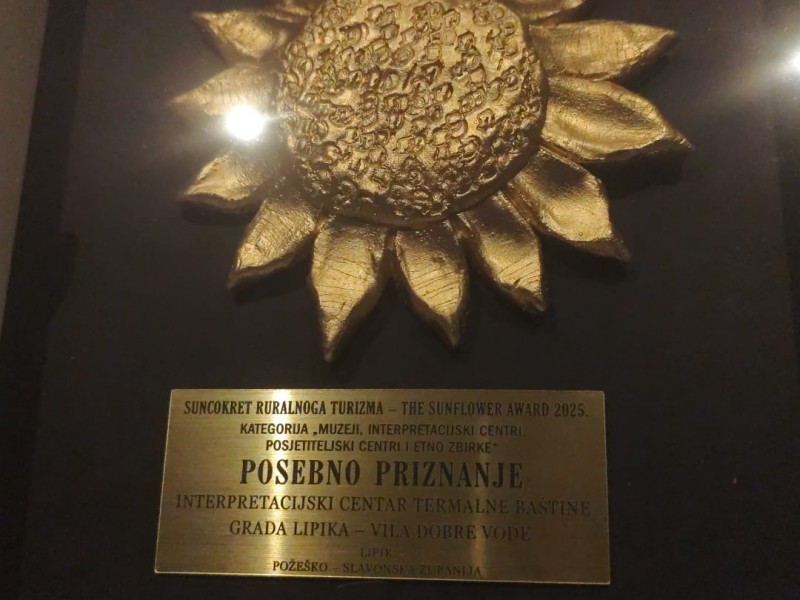 SUNCOKRET RURALNOGA TURIZMA – THE SUNFLOWER AWARD 2025.
KATEGORIJA „MUZEJI, INTERPRETACIJSKI CENTRI,
POSJETITELJSKI CENTRI I ETNO ZBIRKE“
POSEBNO PRIZNANJE
INTERPRETACIJSKI CENTAR TERMALNE BAŠTINE
GRADA LIPIKA – VILA DOBRE VODE
LIPIK
POŽEŠKO – SLAVONSKA ŽUPANIJA